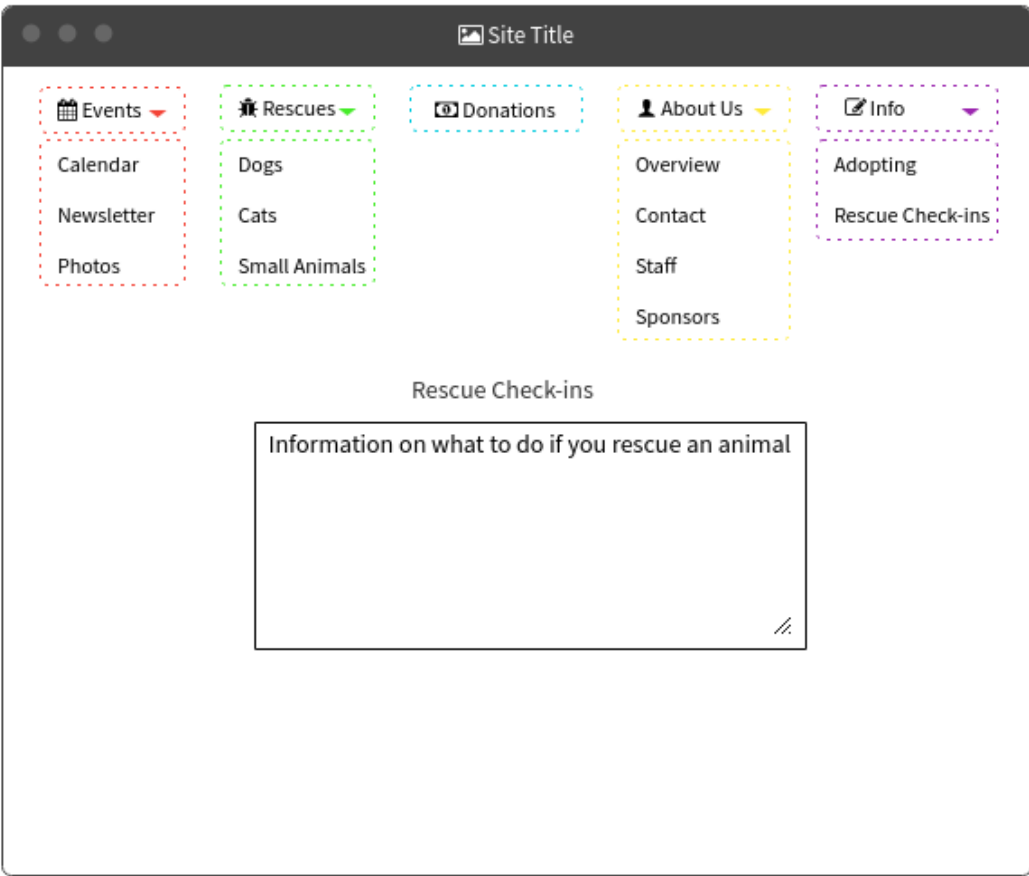 Site Title
Events
Rescues
Donations
About Us
Info
Calendar
Newsletter
Photos
Dogs
Cats
Small Animals
Overview
Contact
Staff
Sponsors
Adopting
Rescue Check-ins
Rescue Check-ins
Information on what to do if you rescue an animal